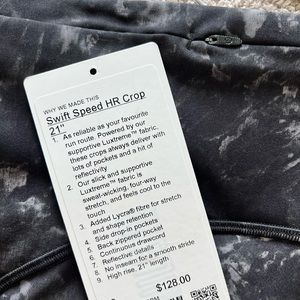 WHY WE MADE THIS
Swift Speed HR Crop
21"
1. As reliable as your favourite
run route. Powered by our
supportive Luxtreme™ fabric,
these crops always deliver with
lots of pockets and a hit of
reflectivity
2. Our slick and supportive
Luxtreme™ fabric is
sweat-wicking, four-way
stretch, and feels cool to the
touch
3. Added Lycra® fibre for stretch
and shape retention
4. Side drop-in pockets
5. Back zippered pocket
6. Continuous drawcord
7. Reflective details
8. No inseam for a smooth stride
9. High rise, 21" length
$128.00